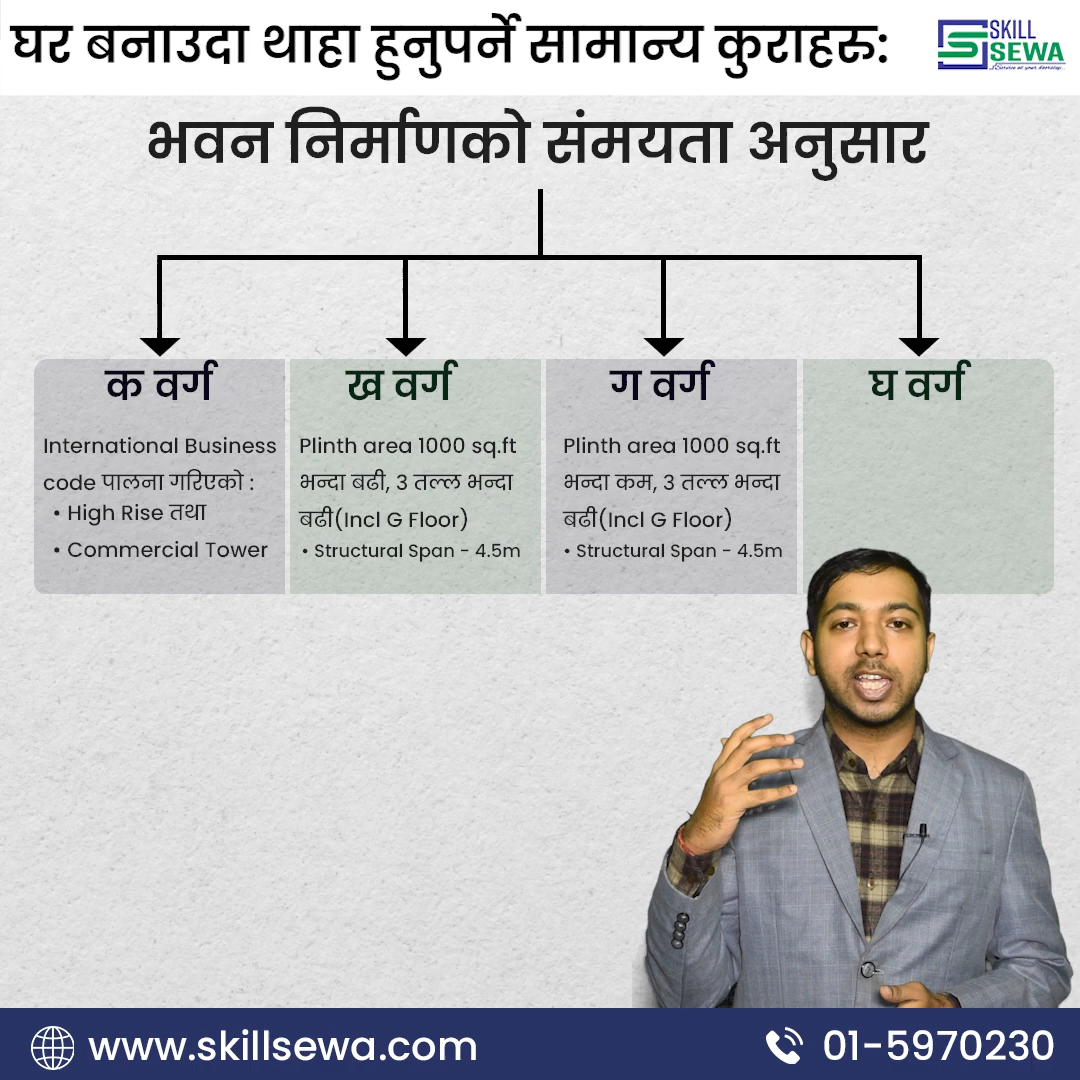 घर बनाउदा थाहा हुनुपर्ने सामान्य कुराहरु:
SKILL
SEWA
भवन निर्माणको संमयता अनुसार
क वर्ग
International Business
code पालना गरिएको :
• High Rise तथा
• Commercial Tower
ख वर्ग
Plinth area 1000 sq.ft
भन्दा बढी, 3 तल्ल भन्दा
बढी(Incl G Floor)
• Structural Span - 4.5m
ग वर्ग
Plinth area 1000 sq.ft
भन्दा कम, 3 तल्ल भन्दा
बढी(Incl G Floor)
• Structural Span - 4.5m
घ वर्ग
www.skillsewa.com
01-5970230